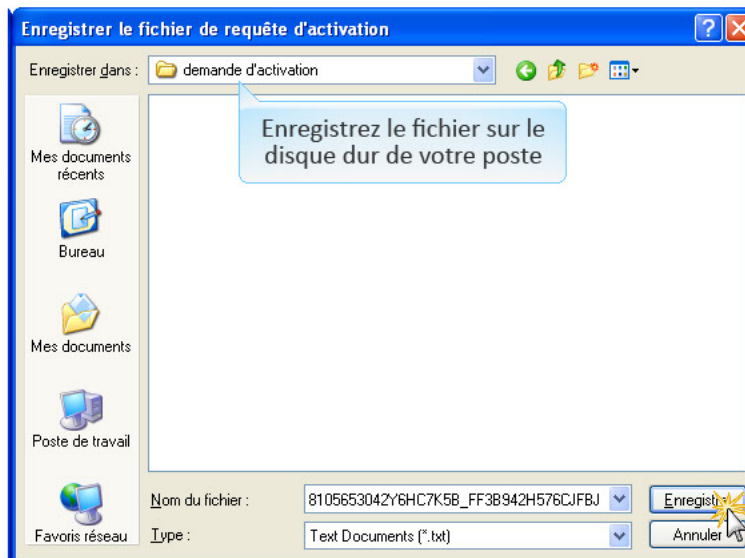 Enregistrer le fichier de requête d'activation
Enregistrer dans :
demande d'activation
Enregistrez le fichier sur le
disque dur de votre poste
Mes documents
récents
Bureau
Mes documents
Poste de travail
Favoris réseau
Nom du fichier :
8105653042Y6HC7K5B_FF3B942H576CJFBJ
Enregistrer
Type :
Text Documents (*.txt)
Annuler